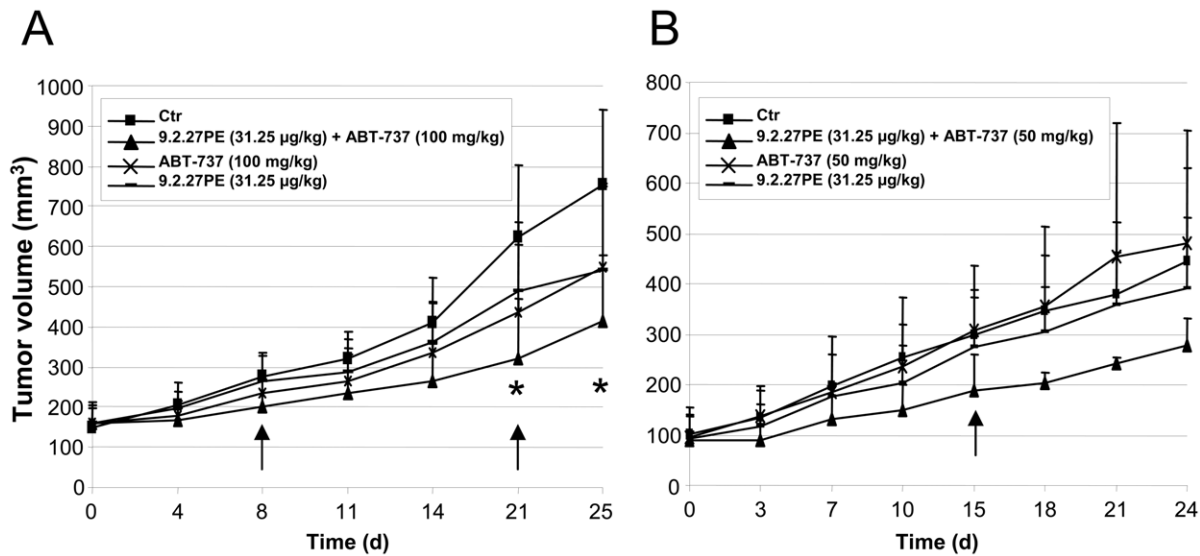 A
Tumor volume (mm³)
1000
900
800
700
600
500
400
300
200
100
0
Ctr
9.2.27PE (31.25 µg/kg) + ABT-737 (100 mg/kg)
ABT-737 (100 mg/kg)
9.2.27PE (31.25 µg/kg)
* *
0 4 8 11 14 21 25
Time (d)
B
800
700
600
500
400
300
200
100
0
Ctr
9.2.27PE (31.25 µg/kg) + ABT-737 (50 mg/kg)
ABT-737 (50 mg/kg)
9.2.27PE (31.25 µg/kg)
0 3 7 10 15 18 21 24
Time (d)